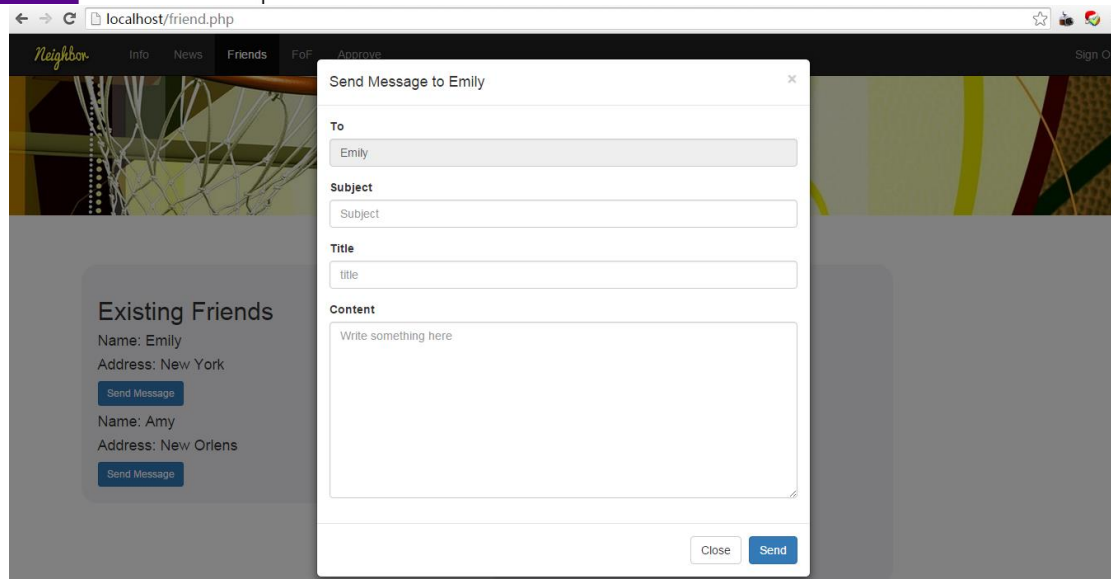 localhost/friend.php
Neighbor Info News Friends FoF Approve
Send Message to Emily ×
To
Emily
Subject
Subject
Title
title
Content
Write something here
Existing Friends
Name: Emily
Address: New York
Send Message
Name: Amy
Address: New Orlens
Send Message
Close Send